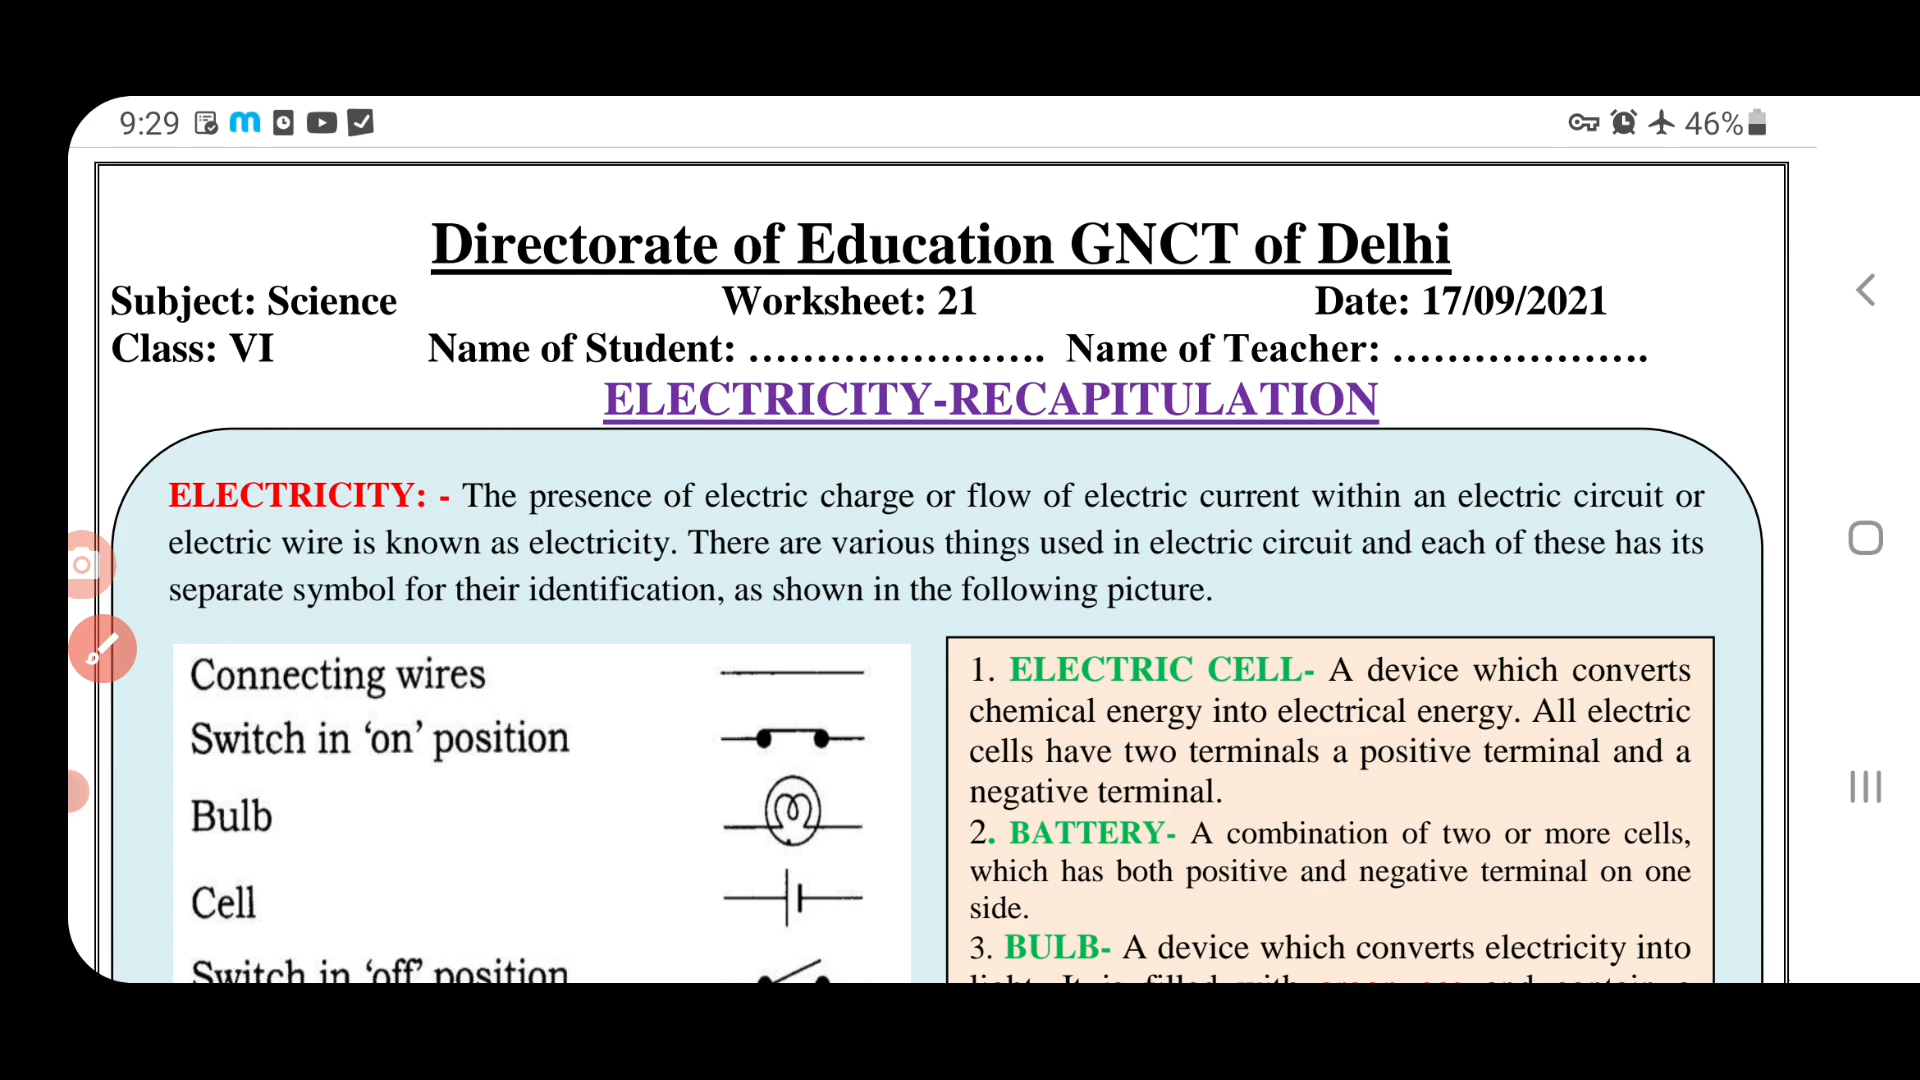 9:29
46%
Directorate of Education GNCT of Delhi
Subject: Science Worksheet: 21 Date: 17/09/2021
Class: VI Name of Student: ...................... Name of Teacher: ...................
ELECTRICITY-RECAPITULATION
ELECTRICITY: - The presence of electric charge or flow of electric current within an electric circuit or
electric wire is known as electricity. There are various things used in electric circuit and each of these has its
separate symbol for their identification, as shown in the following picture.
Connecting wires
Switch in ‘on’ position
Bulb
Cell
Switch in ‘off’ position
1. ELECTRIC CELL- A device which converts
chemical energy into electrical energy. All electric
cells have two terminals a positive terminal and a
negative terminal.
2. BATTERY- A combination of two or more cells,
which has both positive and negative terminal on one
side.
3. BULB- A device which converts electricity into